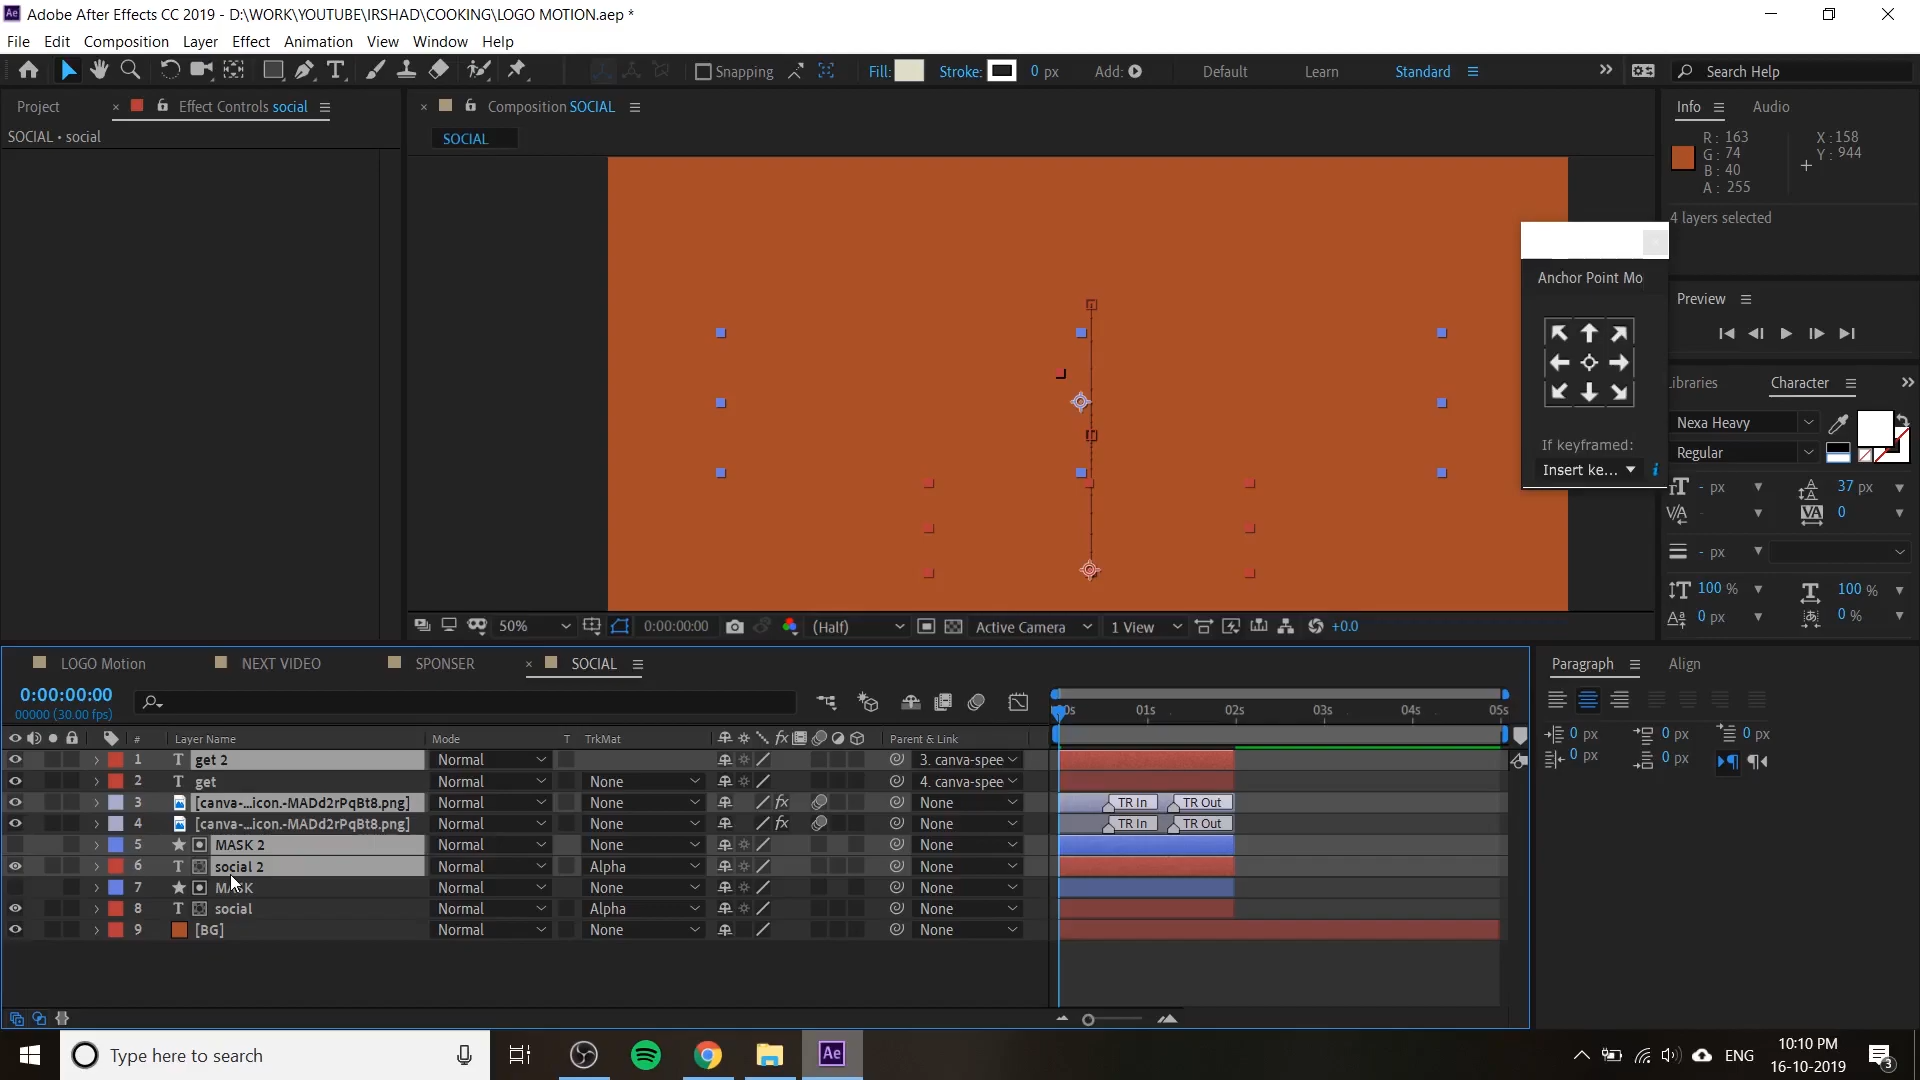 Adobe After Effects CC 2019 - D:\WORK\YOUTUBE\IRSHAD\COOKING\LOGO MOTION.aep *
File Edit Composition Layer Effect Animation View Window Help
Snapping Fill: Stroke: 0 px Add: Default Learn Standard Search Help
Project Effect Controls social Composition SOCIAL Info Audio
SOCIAL • social
SOCIAL
R: 163 X: 158
G: 74 Y: 944
B: 40
A: 255
4 layers selected
Anchor Point Mo
If keyframed:
Insert ke...
Preview
Libraries Character
Nexa Heavy
Regular
- px 37 px
- 0
- px
100 % 100 %
0 px 0 %
50% 0:00:00:00 (Half) Active Camera 1 View +0.0
LOGO Motion NEXT VIDEO SPONSER SOCIAL
0:00:00:00
00000 (30.00 fps)
0s 01s 02s 03s 04s 05s
# Layer Name Mode T TrkMat Parent & Link
1 T get 2 Normal 3. canva-spee
2 T get Normal None 4. canva-spee
3 [canva-...icon.-MADd2rPqBt8.png] Normal None fx None TR In TR Out
4 [canva-...icon.-MADd2rPqBt8.png] Normal None fx None TR In TR Out
5 MASK 2 Normal None None
6 T social 2 Normal Alpha None
7 MASK Normal None None
8 T social Normal Alpha None
9 [BG] Normal None None
Paragraph Align
0 px 0 px 0 px
0 px 0 px
Type here to search
ENG
10:10 PM
16-10-2019
3